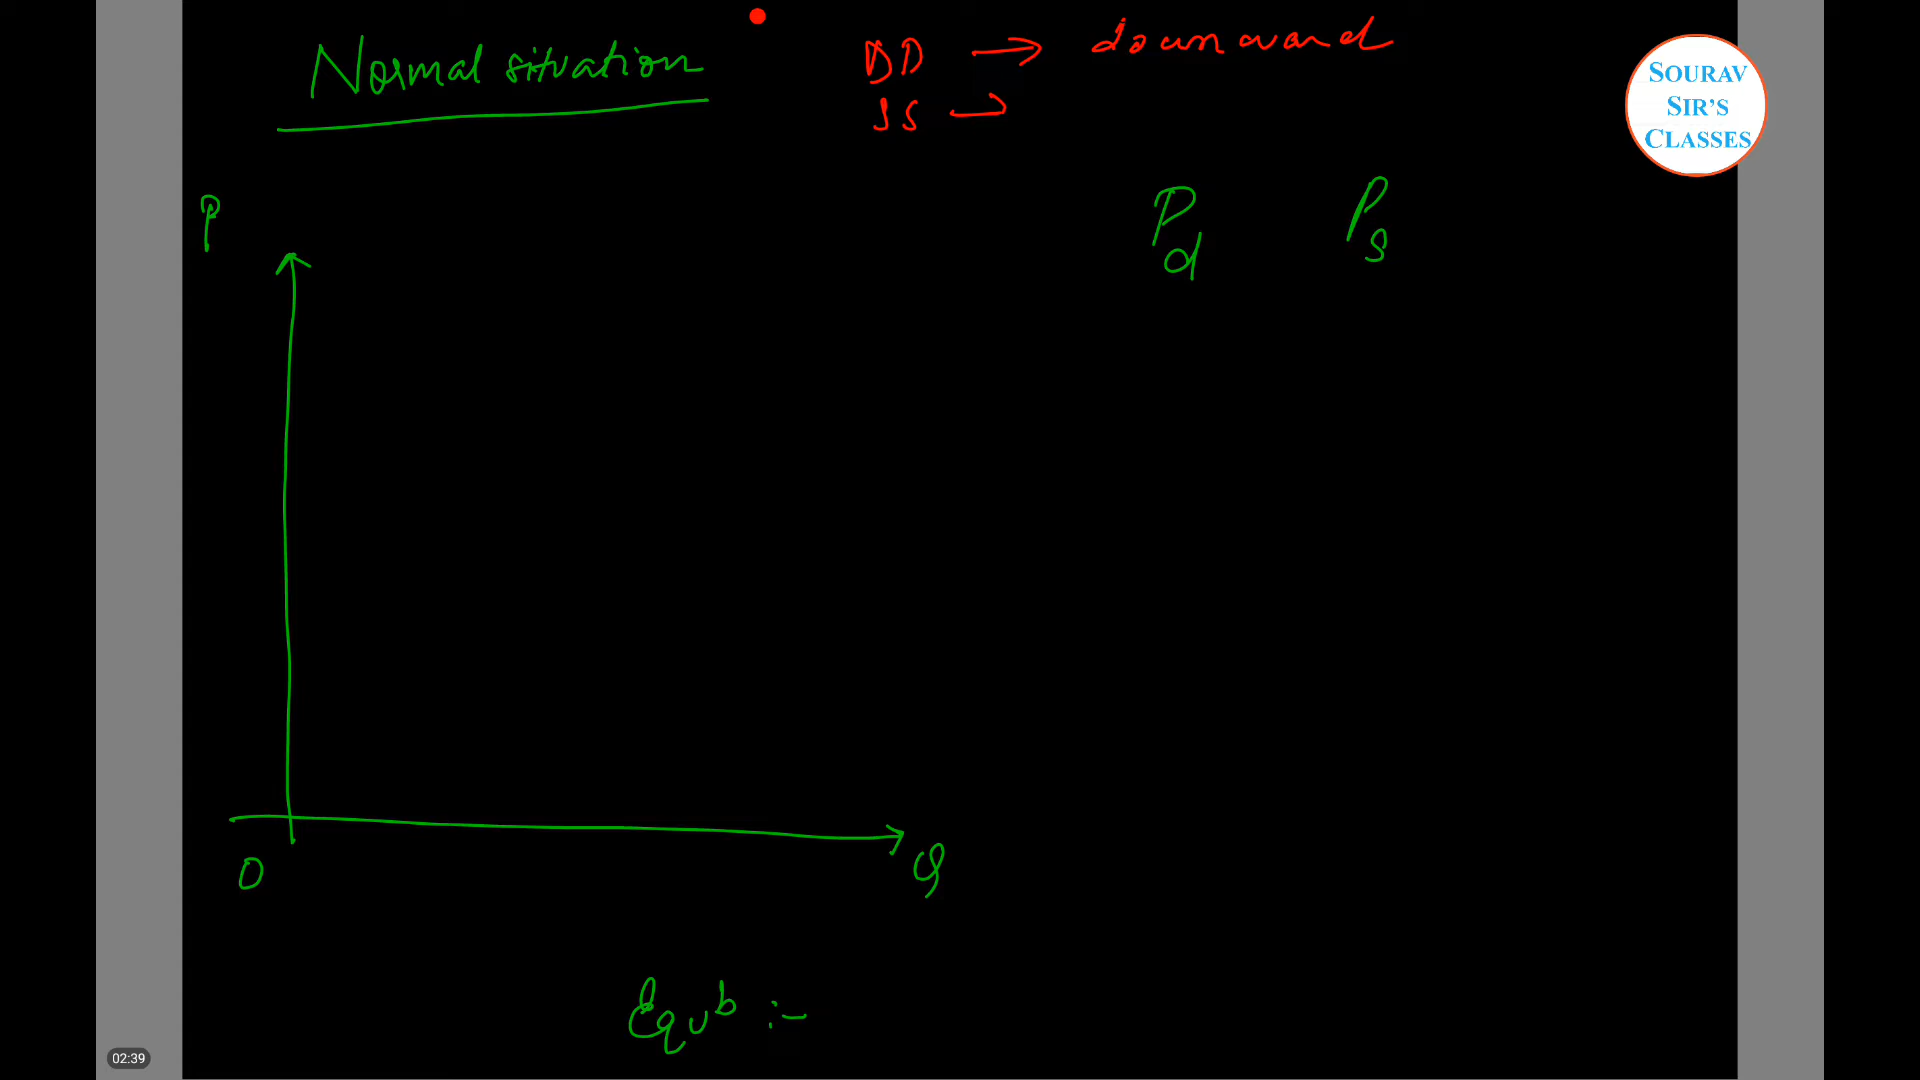 Normal situation
DD → downward
SS →
SOURAV
SIR'S
CLASSES
P
Pd Ps
O
Q
Equb :-
02:39